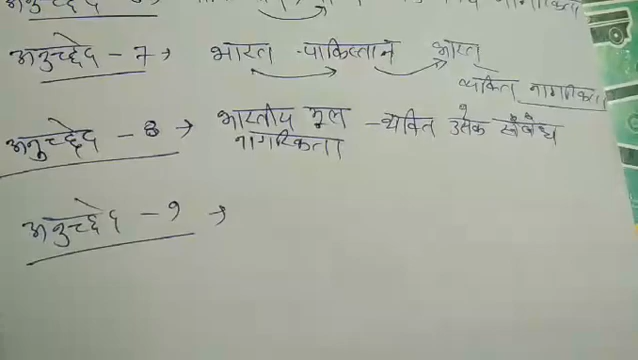 अनुच्छेद - 7 → भारत - पाकिस्तान भारत
व्यक्ति नागरिकता
अनुच्छेद - 8 → भारतीय मूल - व्यक्ति उसके संबंध
नागरिकता
अनुच्छेद - 9 →